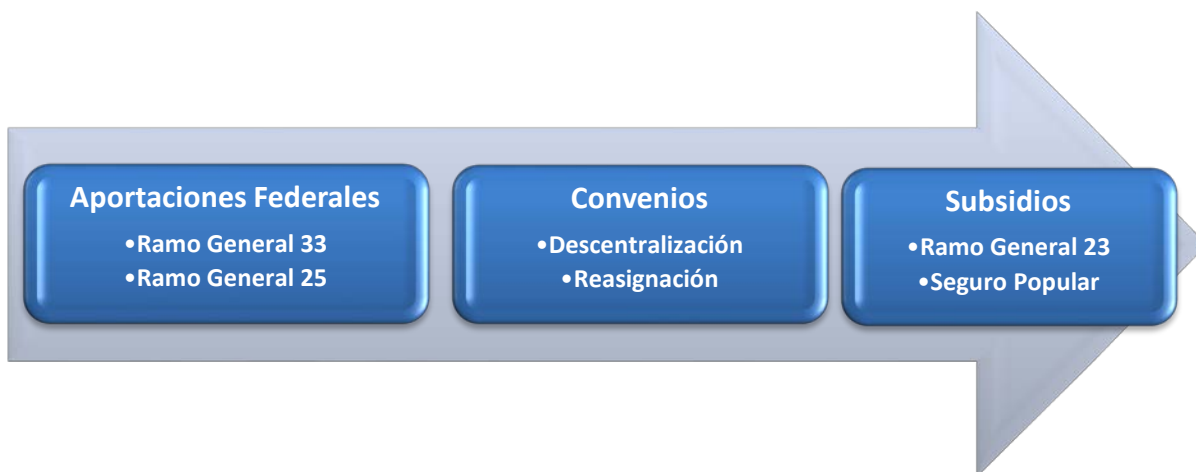 Aportaciones Federales
•Ramo General 33
•Ramo General 25
Convenios
•Descentralización
•Reasignación
Subsidios
•Ramo General 23
•Seguro Popular